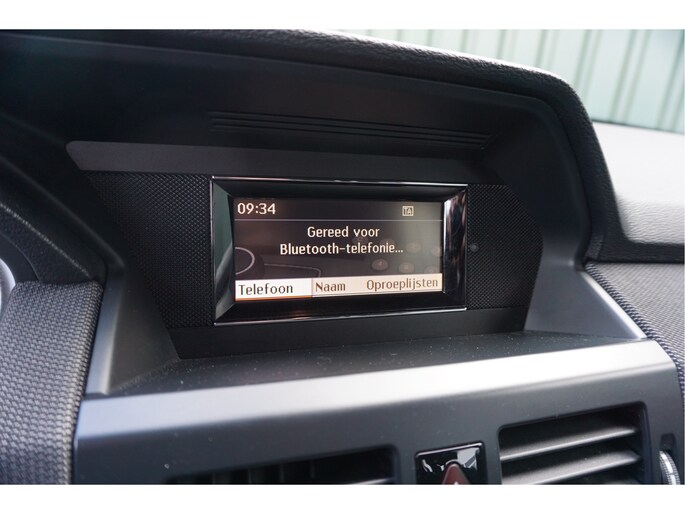 09:34 TA
Gereed voor
Bluetooth-telefonie...
Telefoon Naam Oproeplijsten